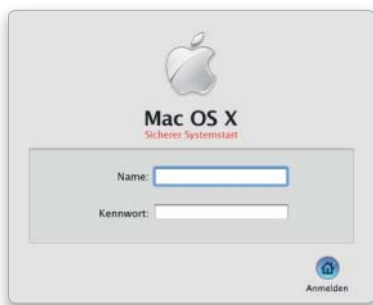 Mac OS X
Sicherer Systemstart
Name:
Kennwort:
Anmelden